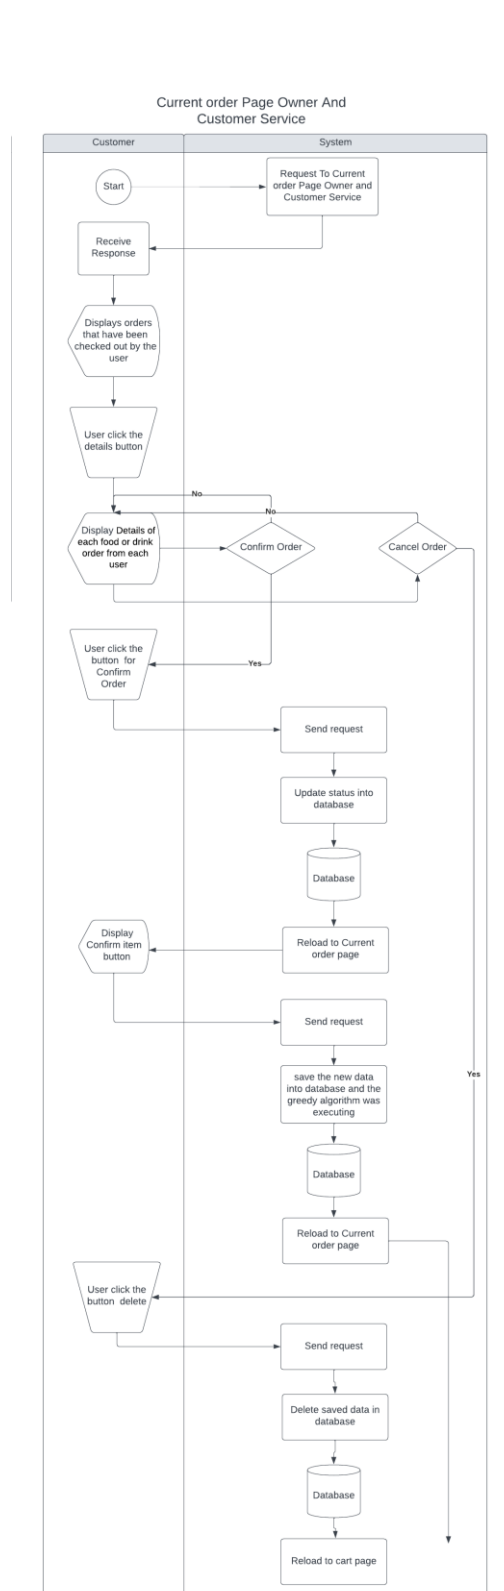 Current order Page Owner And
Customer Service
Customer
System
Start
Request To Current
order Page Owner and
Customer Service
Receive
Response
Displays orders
that have been
checked out by the
user
User click the
details button
No
No
Display Details of
each food or drink
order from each
user
Confirm Order
Cancel Order
User click the
button for
Confirm
Order
Yes
Send request
Update status into
database
Database
Display
Confirm item
button
Reload to Current
order page
Send request
Yes
save the new data
into database and the
greedy algorithm was
executing
Database
Reload to Current
order page
User click the
button delete
Send request
Delete saved data in
database
Database
Reload to cart page